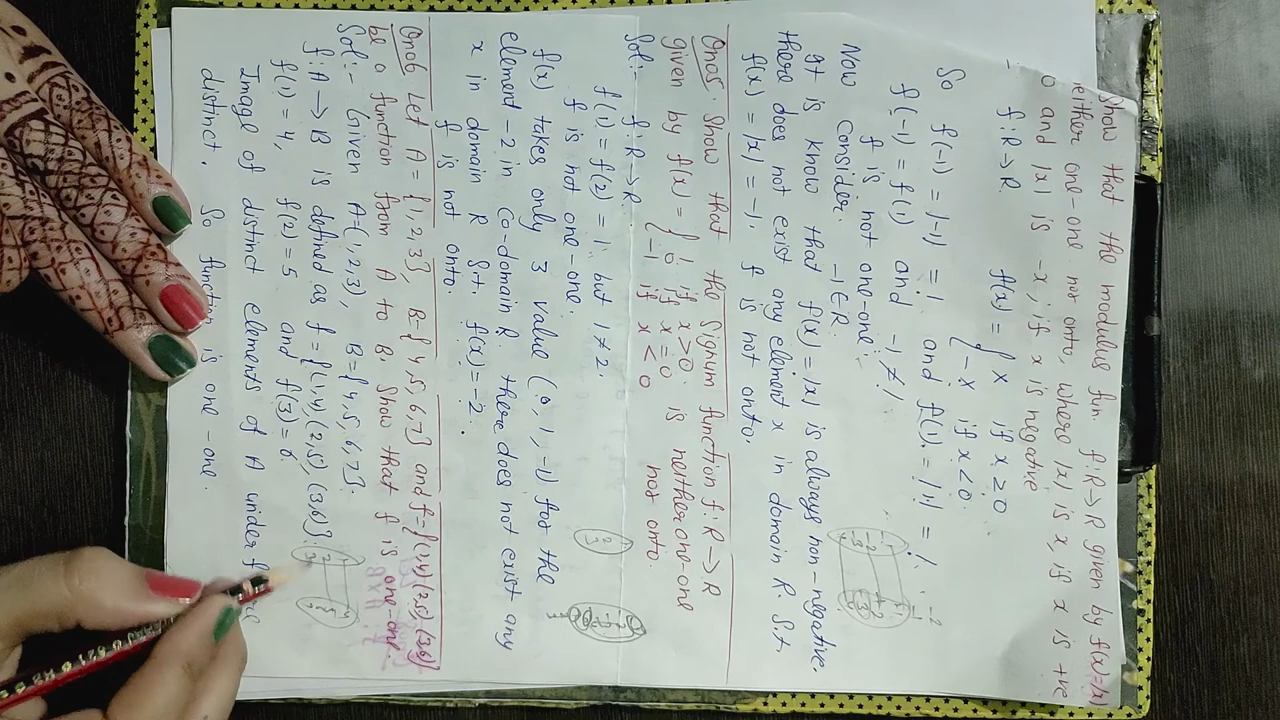 Show that the modulus fun. f:R→R given by f(x)=|x|
neither one-one nor onto, where |x| is x, if x is +ve
0 and |x| is -x, if x is negative
f:R→R f(x) = { x if x ≥ 0
{ -x if x < 0.
So f(-1) = |-1| = 1. and f(1) = |1| = 1.
f(-1) = f(1) and -1 ≠ 1
f is not one-one.
Now consider -1 ∈ R.
It is know that f(x) = |x| is always non-negative.
there does not exist any element x in domain R. S.t.
f(x) = |x| = -1, f is not onto.
Qno5. Show that the Signum function f:R→R
given by f(x) = { 1 if x > 0. is neither one-one
0 if x = 0
-1 if x < 0 not onto.
Sol:- f:R→R.
f(1) = f(2) = 1, but 1 ≠ 2.
f is not one-one.
f(x) takes only 3 value (0, 1, -1) for the
element -2 in co-domain R. there does not exist any
x in domain R S.t. f(x) = -2.
f is not onto.
Qno6 Let A = {1, 2, 3}, B={4, 5, 6, 7} and f={(1,4) (2,5), (3,6)}
be a function from A to B. Show that f is one-one.
Sol:- Given A=(1, 2, 3), B={4, 5, 6, 7}.
f:A → B is defined as f = {(1,4), (2,5) (3,6)}.
f(1) = 4, f(2) = 5 and f(3) = 6
Image of distinct elements of A under f
distinct. So function is one-one.